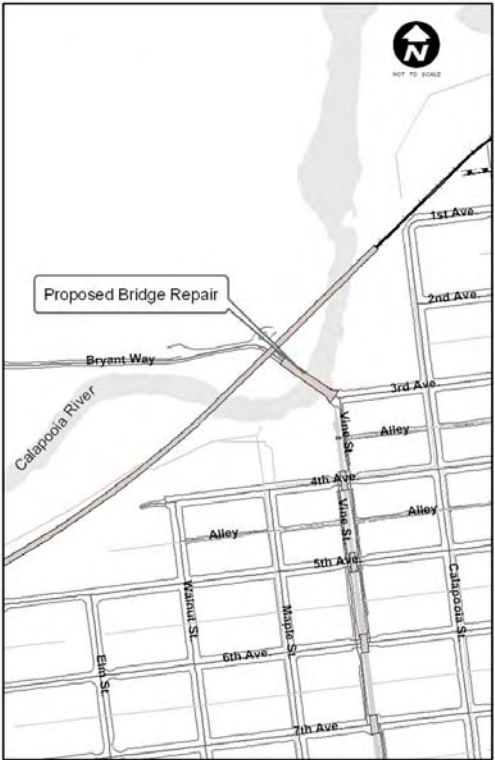 N
NOT TO SCALE
1st Ave.
2nd Ave.
Proposed Bridge Repair
Bryant Way
3rd Ave.
Calapooia River
Vine St.
Alley
4th Ave.
Vine St.
Alley
Alley
5th Ave.
Walnut St.
Maple St.
Calapooia St.
Elm St.
6th Ave.
7th Ave.